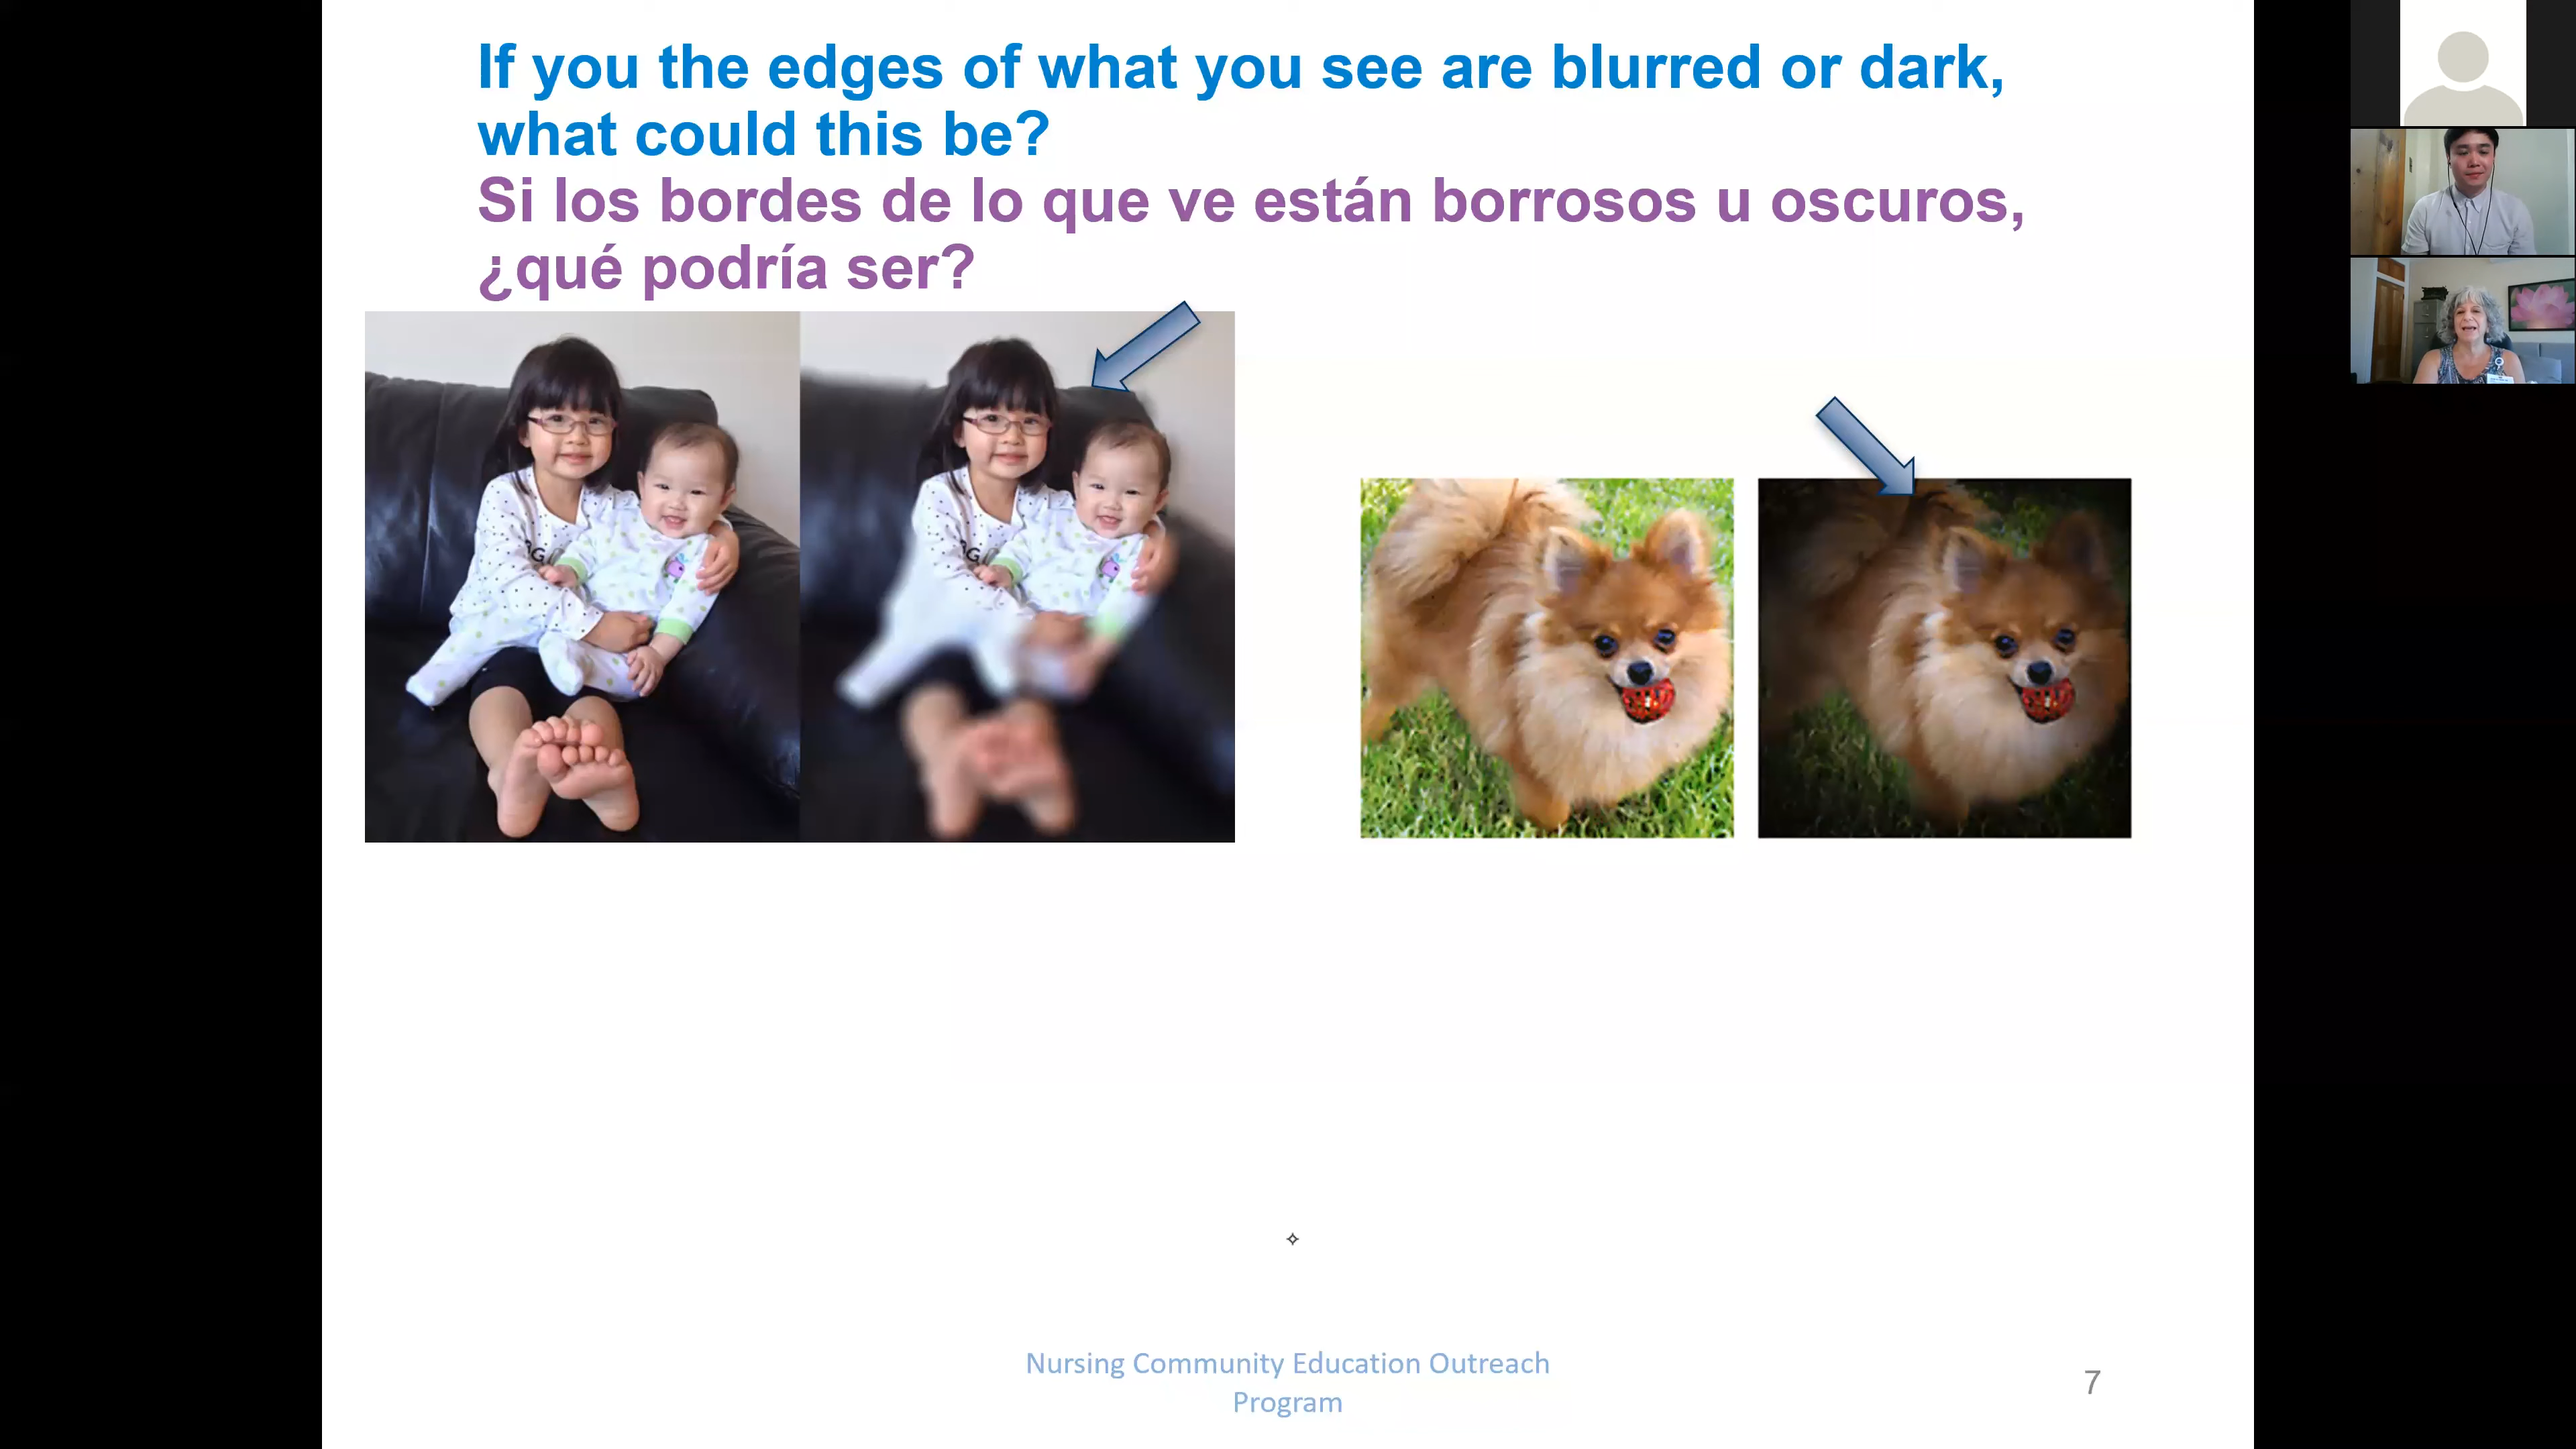 If you the edges of what you see are blurred or dark,
what could this be?
Si los bordes de lo que ve están borrosos u oscuros,
¿qué podría ser?
Nursing Community Education Outreach
Program
7